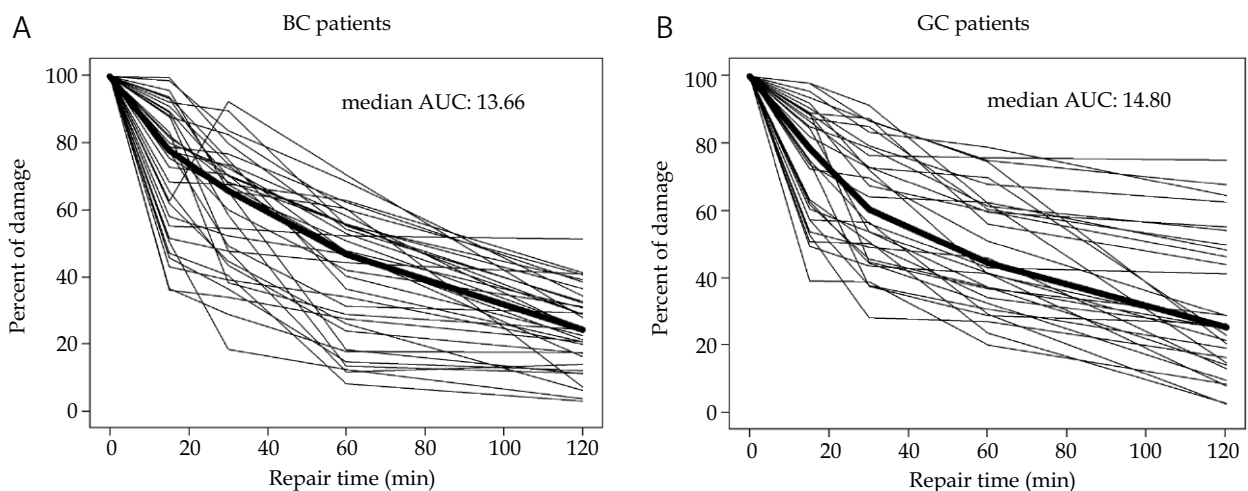 A
BC patients
median AUC: 13.66
Percent of damage
100
80
60
40
20
0
0 20 40 60 80 100 120
Repair time (min)
B
GC patients
median AUC: 14.80
Percent of damage
100
80
60
40
20
0
0 20 40 60 80 100 120
Repair time (min)